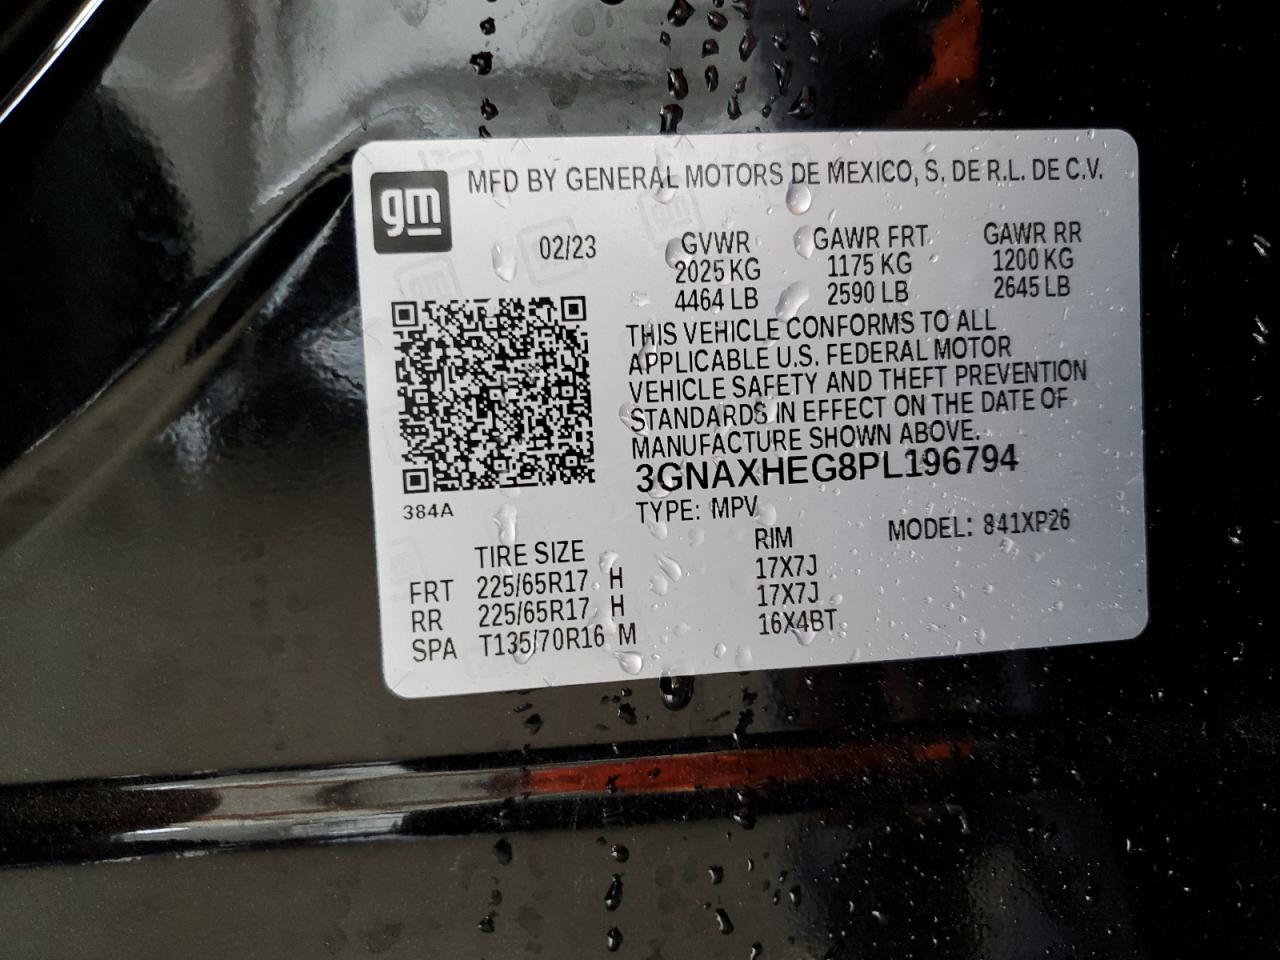 gm
MFD BY GENERAL MOTORS DE MEXICO, S. DE R.L. DE C.V.
02/23 GVWR GAWR FRT GAWR RR
2025 KG 1175 KG 1200 KG
4464 LB 2590 LB 2645 LB
THIS VEHICLE CONFORMS TO ALL
APPLICABLE U.S. FEDERAL MOTOR
VEHICLE SAFETY AND THEFT PREVENTION
STANDARDS IN EFFECT ON THE DATE OF
MANUFACTURE SHOWN ABOVE.
3GNAXHEG8PL196794
384A
TYPE: MPV MODEL: 841XP26
TIRE SIZE RIM
FRT 225/65R17 H 17X7J
RR 225/65R17 H 17X7J
SPA T135/70R16 M 16X4BT